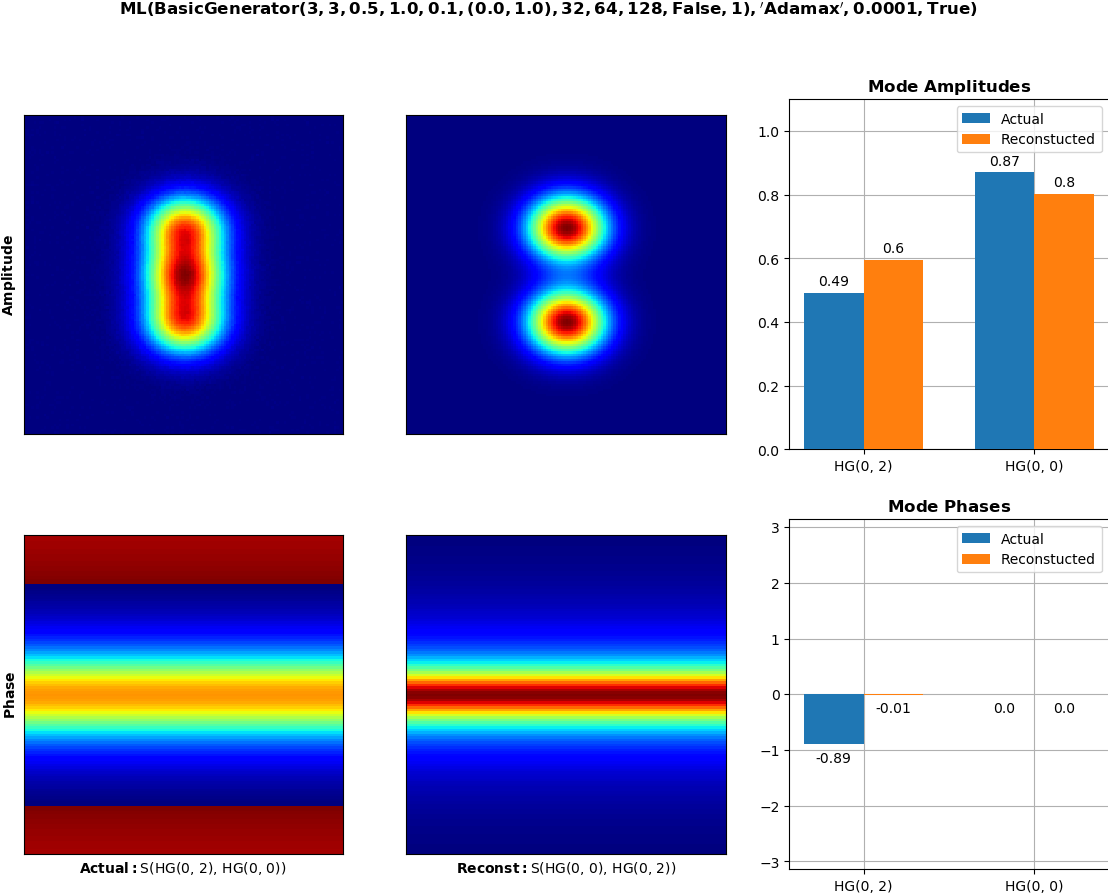 ML(BasicGenerator(3, 3, 0.5, 1.0, 0.1, (0.0, 1.0), 32, 64, 128, False, 1), ′Adamax′, 0.0001, True)
Amplitude
Mode Amplitudes
Actual
Reconstucted
1.0
0.8
0.6
0.4
0.2
0.0
0.49
0.6
0.87
0.8
HG(0, 2)
HG(0, 0)
Phase
Actual: S(HG(0, 2), HG(0, 0))
Reconst: S(HG(0, 0), HG(0, 2))
Mode Phases
Actual
Reconstucted
3
2
1
0
−1
−2
−3
-0.89
-0.01
0.0
0.0
HG(0, 2)
HG(0, 0)